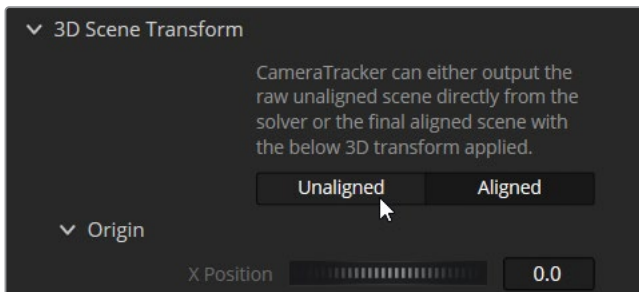 3D Scene Transform
CameraTracker can either output the
raw unaligned scene directly from the
solver or the final aligned scene with
the below 3D transform applied.
Unaligned Aligned
Origin
X Position 0.0